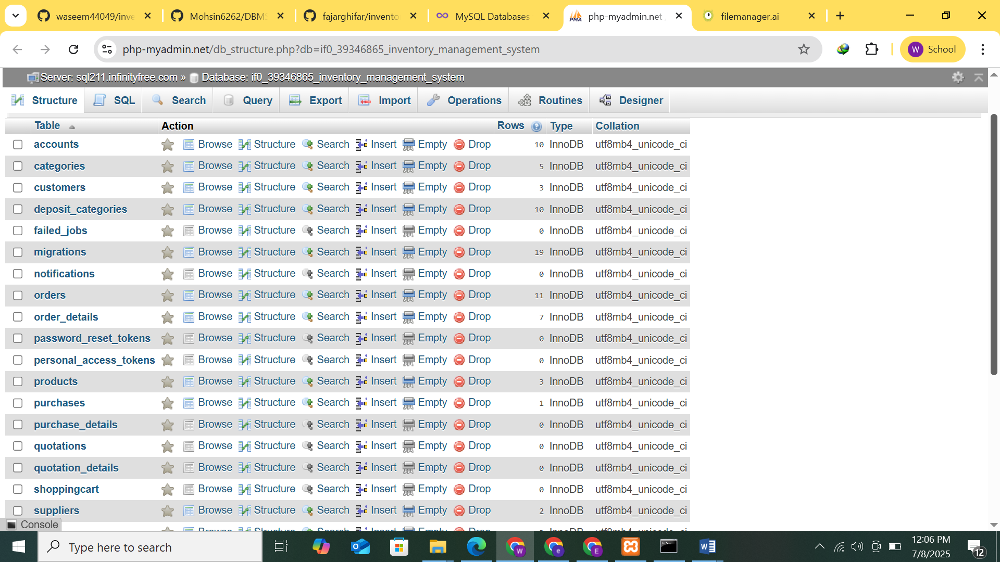 waseem44049/inve
Mohsin6262/DBMS
fajarghifar/invento
MySQL Databases
php-myadmin.net
filemanager.ai
php-myadmin.net/db_structure.php?db=if0_39346865_inventory_management_system
W School
Server: sql211.infinityfree.com » Database: if0_39346865_inventory_management_system
Structure SQL Search Query Export Import Operations Routines Designer
Table Action Rows Type Collation
accounts Browse Structure Search Insert Empty Drop 10 InnoDB utf8mb4_unicode_ci
categories Browse Structure Search Insert Empty Drop 5 InnoDB utf8mb4_unicode_ci
customers Browse Structure Search Insert Empty Drop 3 InnoDB utf8mb4_unicode_ci
deposit_categories Browse Structure Search Insert Empty Drop 10 InnoDB utf8mb4_unicode_ci
failed_jobs Browse Structure Search Insert Empty Drop 0 InnoDB utf8mb4_unicode_ci
migrations Browse Structure Search Insert Empty Drop 19 InnoDB utf8mb4_unicode_ci
notifications Browse Structure Search Insert Empty Drop 0 InnoDB utf8mb4_unicode_ci
orders Browse Structure Search Insert Empty Drop 11 InnoDB utf8mb4_unicode_ci
order_details Browse Structure Search Insert Empty Drop 7 InnoDB utf8mb4_unicode_ci
password_reset_tokens Browse Structure Search Insert Empty Drop 0 InnoDB utf8mb4_unicode_ci
personal_access_tokens Browse Structure Search Insert Empty Drop 0 InnoDB utf8mb4_unicode_ci
products Browse Structure Search Insert Empty Drop 3 InnoDB utf8mb4_unicode_ci
purchases Browse Structure Search Insert Empty Drop 1 InnoDB utf8mb4_unicode_ci
purchase_details Browse Structure Search Insert Empty Drop 0 InnoDB utf8mb4_unicode_ci
quotations Browse Structure Search Insert Empty Drop 0 InnoDB utf8mb4_unicode_ci
quotation_details Browse Structure Search Insert Empty Drop 0 InnoDB utf8mb4_unicode_ci
shoppingcart Browse Structure Search Insert Empty Drop 0 InnoDB utf8mb4_unicode_ci
suppliers Browse Structure Search Insert Empty Drop 2 InnoDB utf8mb4_unicode_ci
Console
Type here to search
12:06 PM
7/8/2025
12